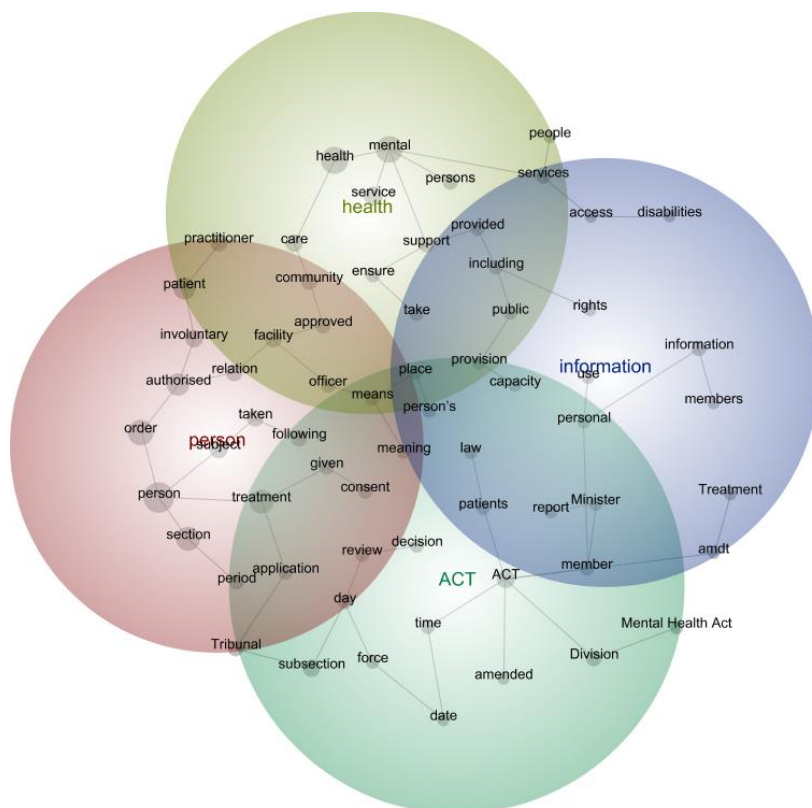 people
mental
health
services
persons
service
health
access
disabilities
provided
practitioner
care
support
including
patient
community
ensure
take
public
rights
involuntary
facility
approved
information
provision
information
relation
place
authorised
officer
means
capacity
use
members
person's
taken
personal
order
person
subject
following
meaning
law
given
person
treatment
consent
Treatment
patients
report
Minister
section
decision
review
amdt
period
application
ACT
ACT
member
day
time
Mental Health Act
Tribunal
subsection
force
Division
amended
date